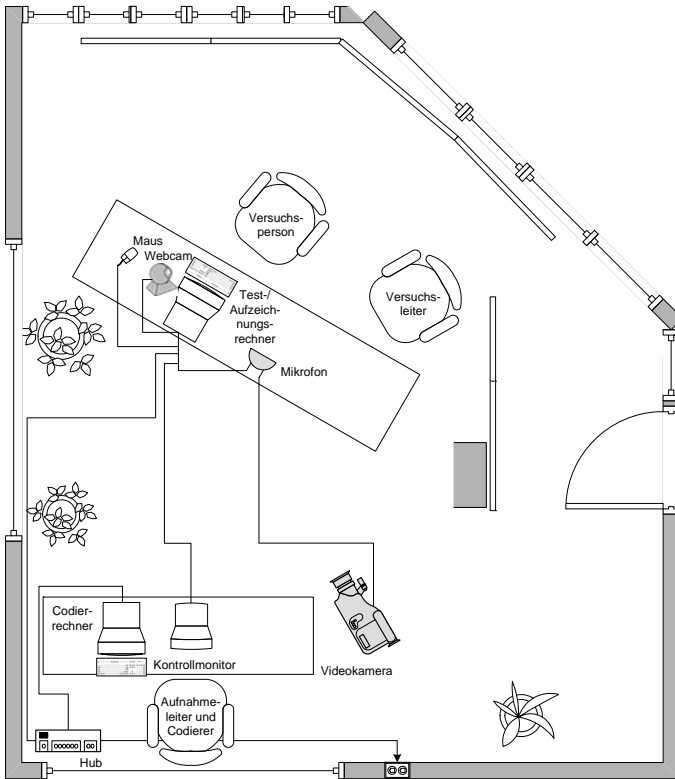 Versuchs-
person
Maus
Webcam
Versuchs-
leiter
Test-/
Aufzeich-
nungs-
rechner
Mikrofon
Codier-
rechner
Kontrollmonitor
Videokamera
Aufnahme-
leiter und
Codierer
Hub